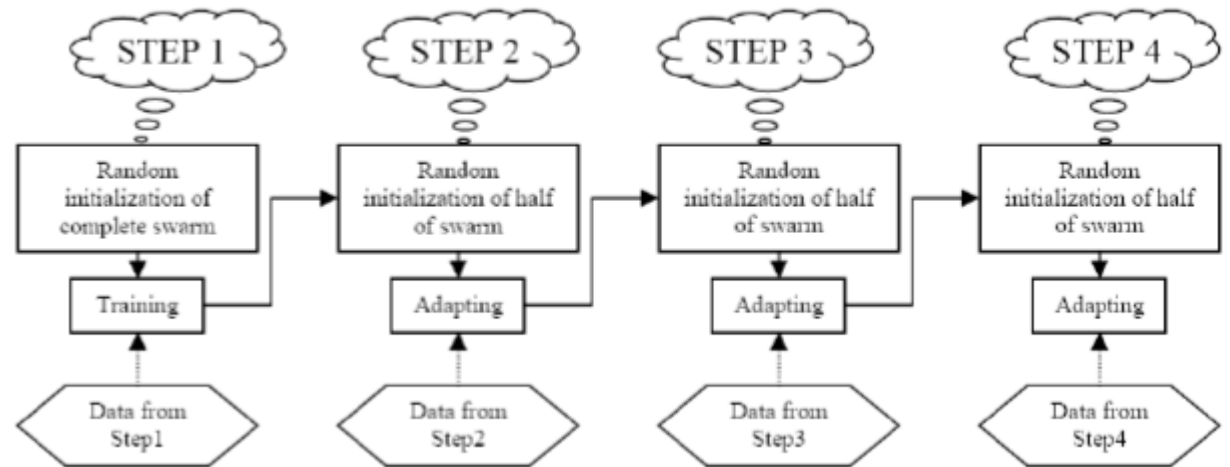 STEP 1
STEP 2
STEP 3
STEP 4
Random
initialization of
complete swarm
Random
initialization of half
of swarm
Random
initialization of half
of swarm
Random
initialization of half
of swarm
Training
Adapting
Adapting
Adapting
Data from
Step1
Data from
Step2
Data from
Step3
Data from
Step4